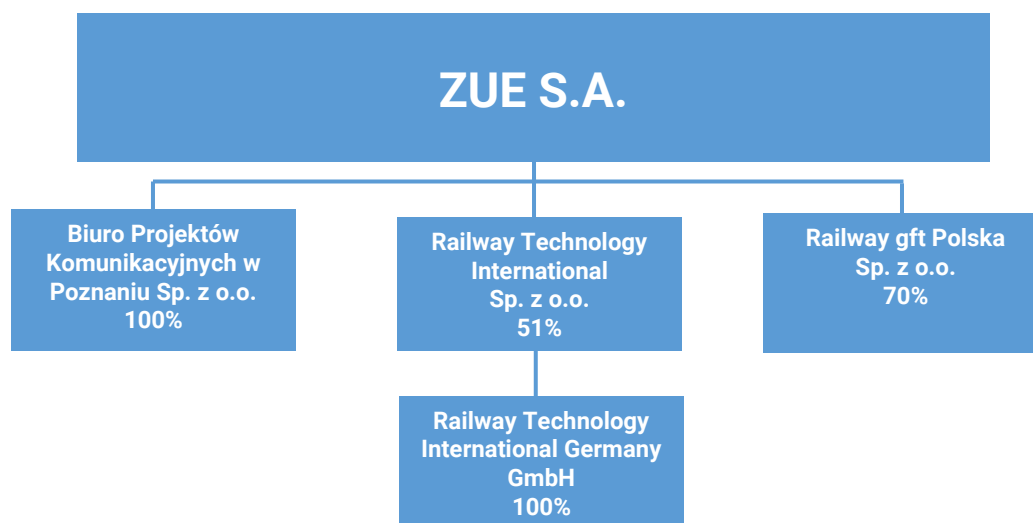 ZUE S.A.
Biuro Projektów
Komunikacyjnych w
Poznaniu Sp. z o.o.
100%
Railway Technology
International
Sp. z o.o.
51%
Railway gft Polska
Sp. z o.o.
70%
Railway Technology
International Germany
GmbH
100%